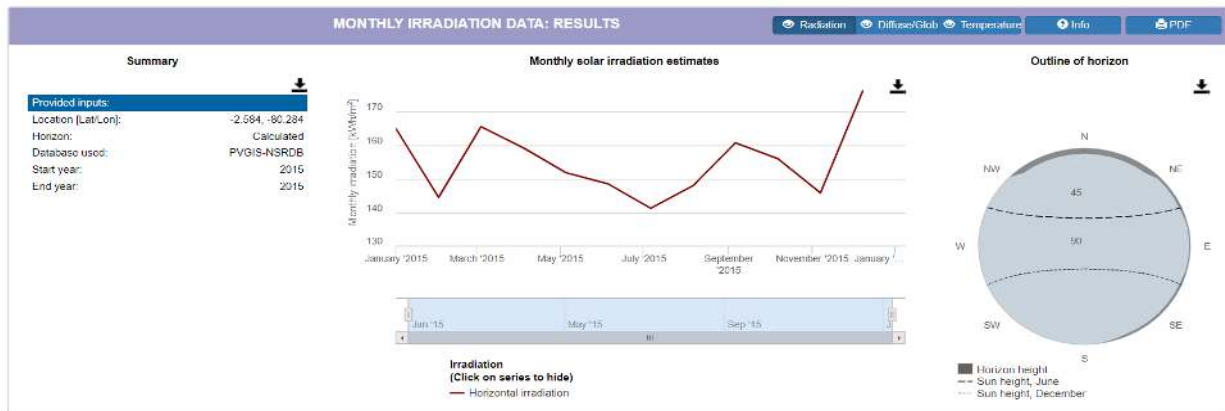 MONTHLY IRRADIATION DATA: RESULTS
Radiation
Diffuse/Glob
Temperature
Info
PDF
Summary
Provided inputs:
Location [Lat/Lon]: -2.584, -80.284
Horizon: Calculated
Database used: PVGIS-NSRDB
Start year: 2015
End year: 2015
Monthly solar irradiation estimates
Monthly irradiation [kWh/m²]
170
160
150
140
130
January '2015
March '2015
May '2015
July '2015
September '2015
November '2015
January '...
Jan '15
May '15
Sep '15
J
Irradiation
(Click on series to hide)
Horizontal irradiation
Outline of horizon
N
NW
NE
45
W
90
E
SW
SE
S
Horizon height
Sun height, June
Sun height, December